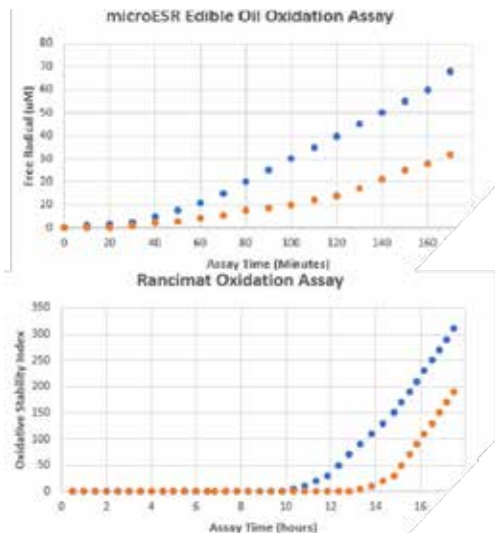 microESR Edible Oil Oxidation Assay
80
70
60
50
40
30
20
10
0
0 20 40 60 80 100 120 140 160
Free Radical (uM)
Assay Time (Minutes)
Rancimat Oxidation Assay
350
300
250
200
150
100
50
0
0 2 4 6 8 10 12 14 16
Oxidative Stability Index
Assay Time (hours)